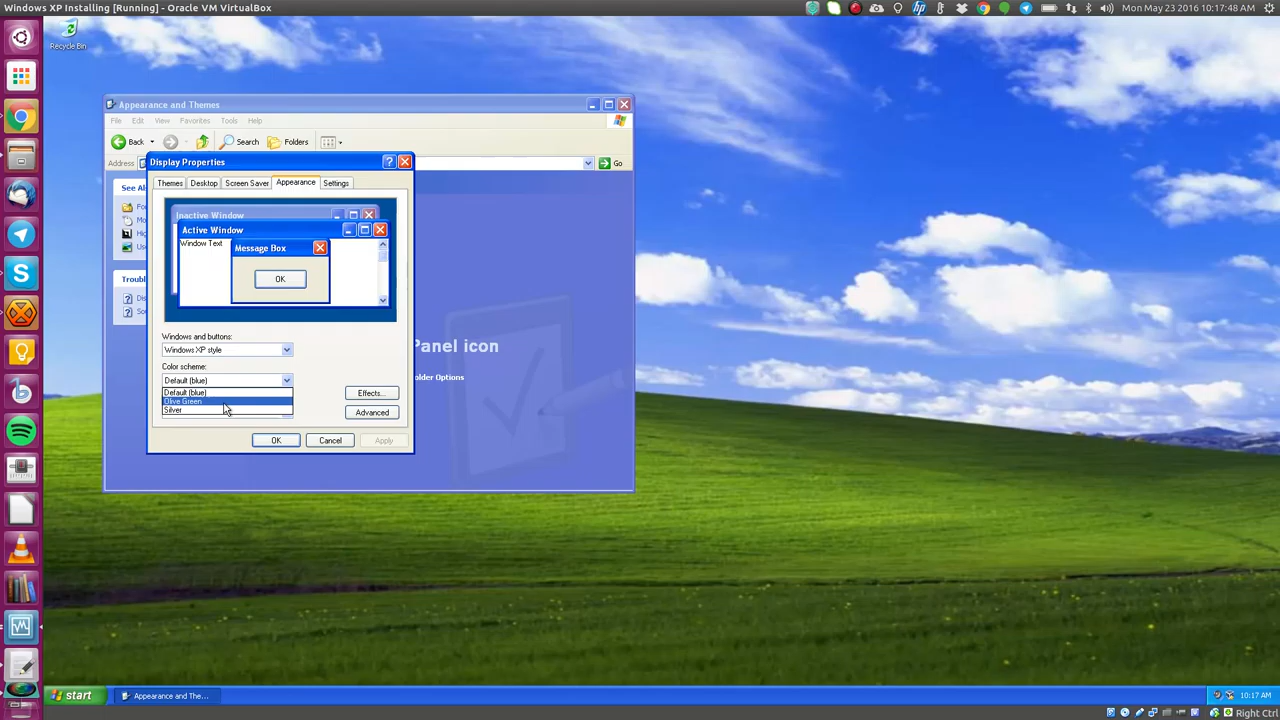 Windows XP Installing [Running] - Oracle VM VirtualBox
Mon May 23 2016 10:17:48 AM
Recycle Bin
Appearance and Themes
File Edit View Favorites Tools Help
Back Search Folders
Address Go
See Al
Troubl
Panel icon
older Options
Display Properties
Themes Desktop Screen Saver Appearance Settings
Inactive Window
Active Window
Window Text
Message Box
OK
Windows and buttons:
Windows XP style
Color scheme:
Default (blue)
Default (blue)
Olive Green
Silver
Effects...
Advanced
OK Cancel Apply
start Appearance and The... 10:17 AM
Right Ctrl